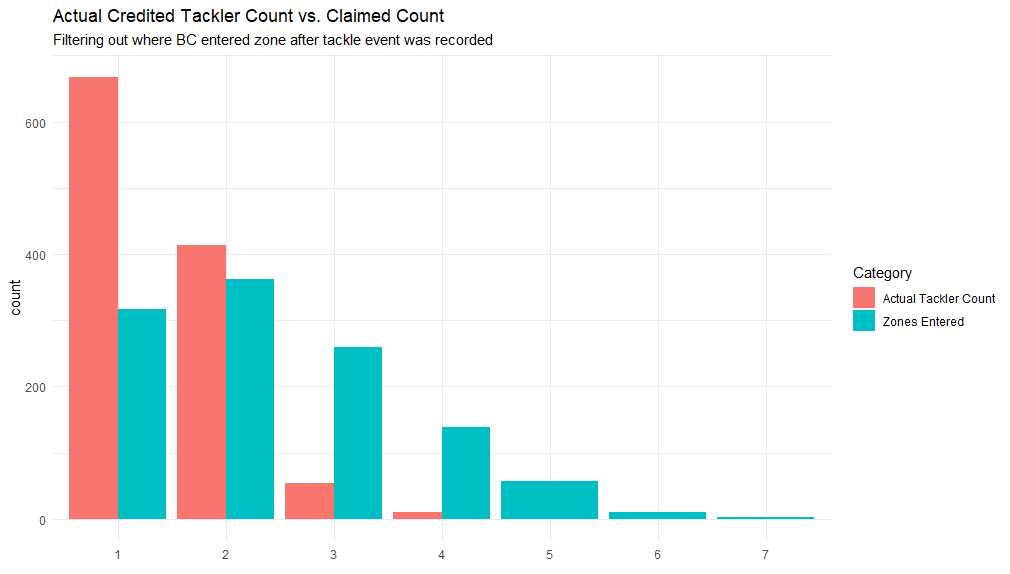 Actual Credited Tackler Count vs. Claimed Count
Filtering out where BC entered zone after tackle event was recorded
count
600
400
200
0
1 2 3 4 5 6 7
Category
Actual Tackler Count
Zones Entered